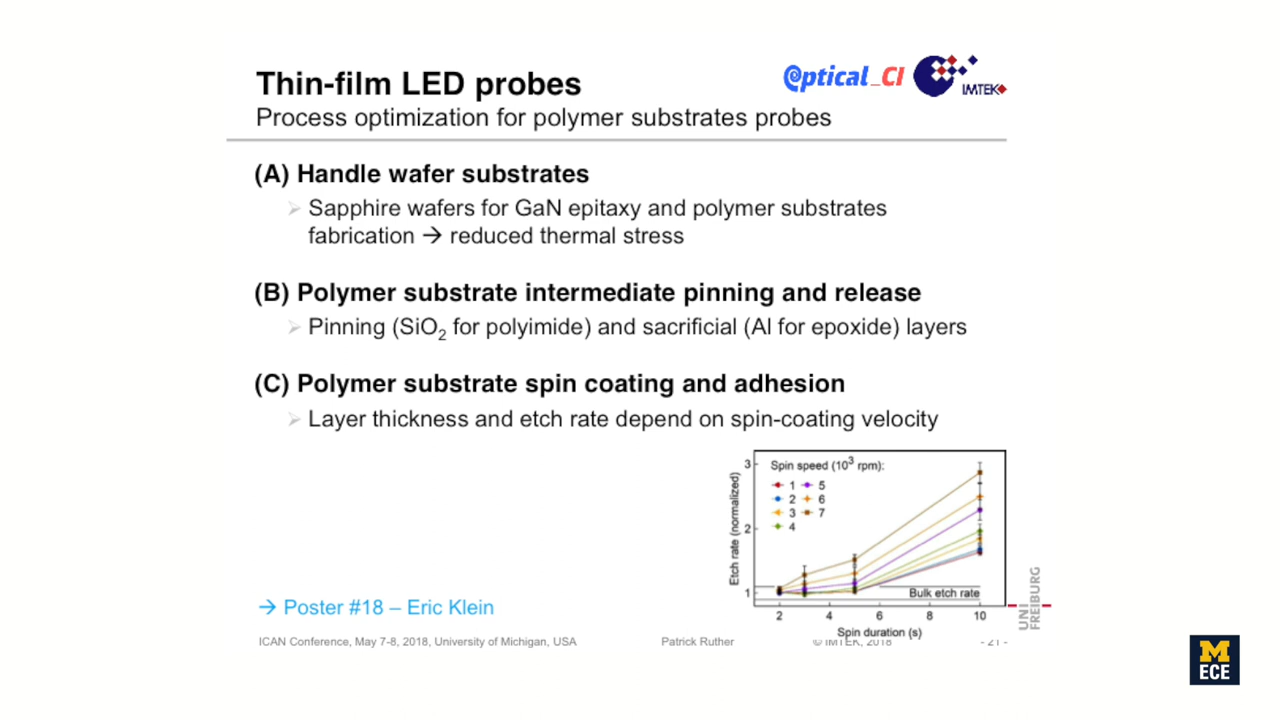 Thin-film LED probes
Process optimization for polymer substrates probes
Optical_CI
IMTEK
(A) Handle wafer substrates
Sapphire wafers for GaN epitaxy and polymer substrates
fabrication → reduced thermal stress
(B) Polymer substrate intermediate pinning and release
Pinning (SiO2 for polyimide) and sacrificial (Al for epoxide) layers
(C) Polymer substrate spin coating and adhesion
Layer thickness and etch rate depend on spin-coating velocity
Spin speed (10³ rpm):
1 5
2 6
3 7
4
Etch rate (normalized)
3
2
1
Bulk etch rate
2 4 6 8 10
Spin duration (s)
UNI
FREIBURG
→ Poster #18 – Eric Klein
ICAN Conference, May 7-8, 2018, University of Michigan, USA Patrick Ruther © IMTEK, 2018 - 21 -
M
ECE